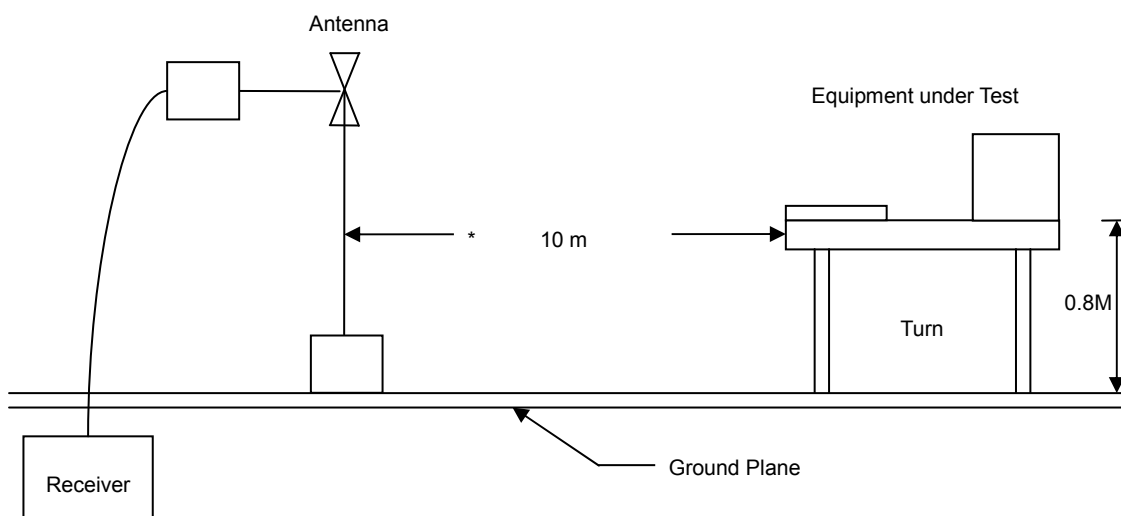 Antenna
Equipment under Test
* 10 m
0.8M
Turn
Ground Plane
Receiver